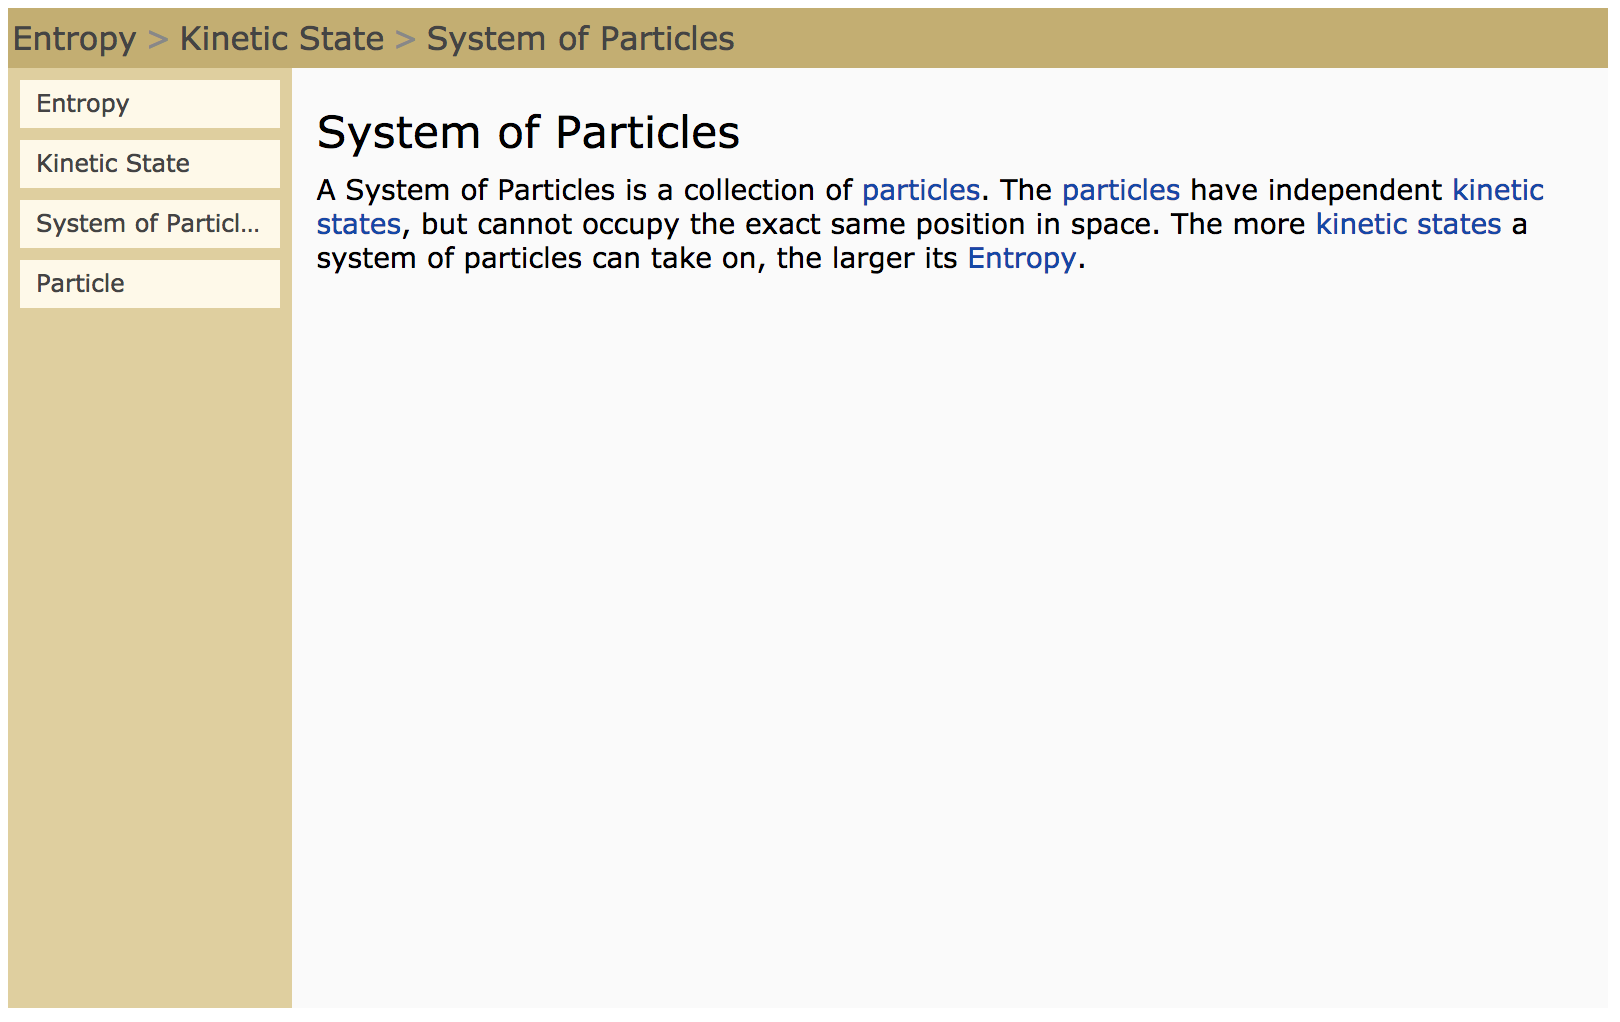 Entropy > Kinetic State > System of Particles
Entropy
Kinetic State
System of Particl...
Particle
System of Particles
A System of Particles is a collection of particles. The particles have independent kinetic
states, but cannot occupy the exact same position in space. The more kinetic states a
system of particles can take on, the larger its Entropy.